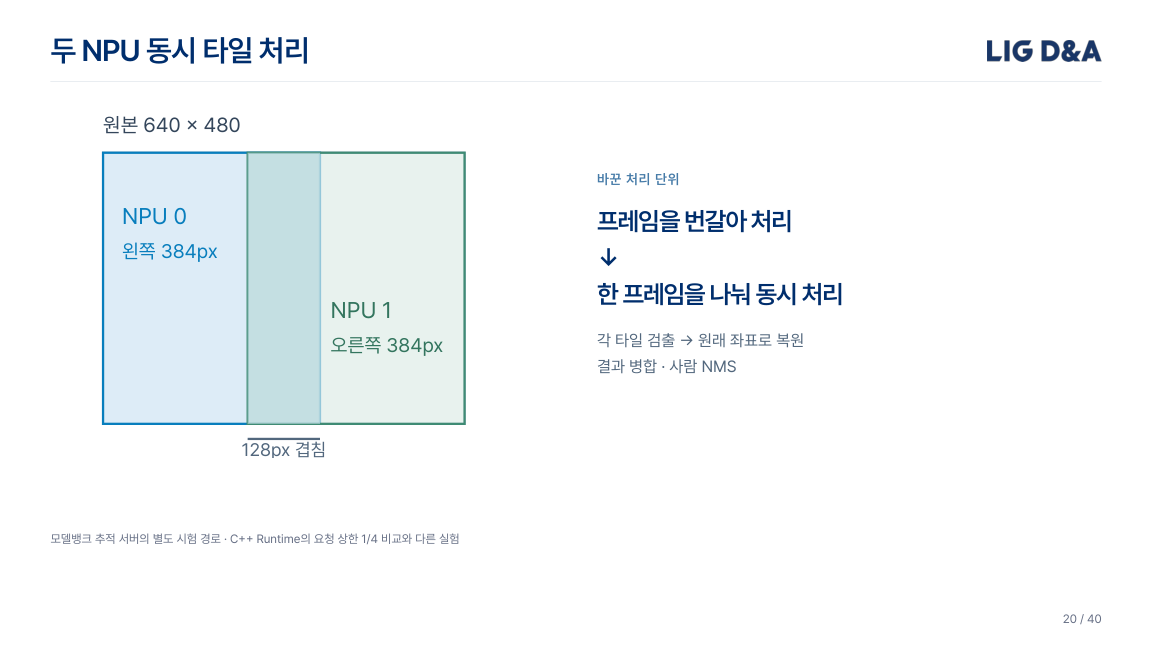 두 NPU 동시 타일 처리
LIG D&A
원본 640 × 480
NPU 0
왼쪽 384px
NPU 1
오른쪽 384px
128px 겹침
바꾼 처리 단위
프레임을 번갈아 처리
↓
한 프레임을 나눠 동시 처리
각 타일 검출 → 원래 좌표로 복원
결과 병합 · 사람 NMS
모델뱅크 추적 서버의 별도 시험 경로 · C++ Runtime의 요청 상한 1/4 비교와 다른 실험
20 / 40